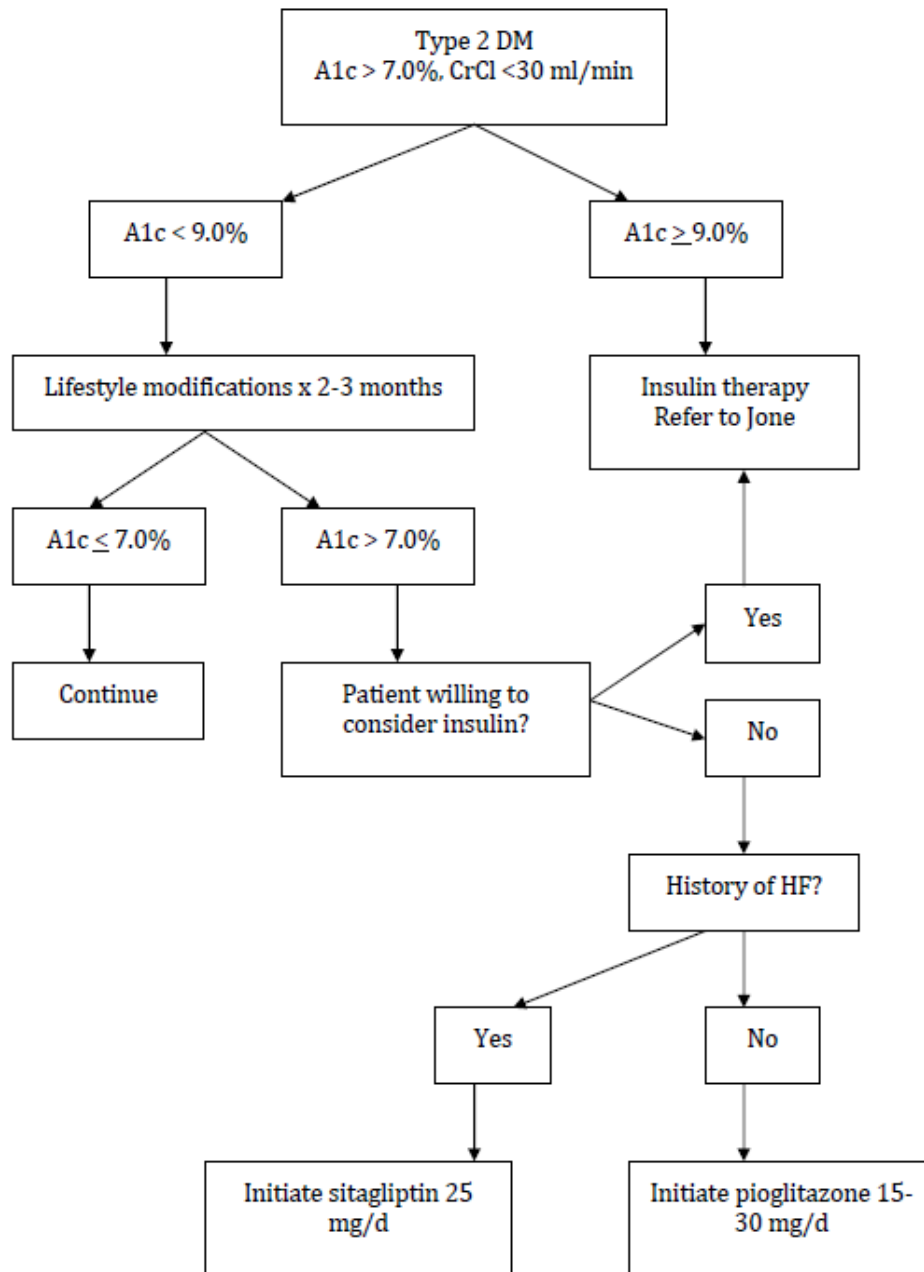 Type 2 DM
A1c > 7.0%, CrCl <30 ml/min
A1c < 9.0%
A1c ≥ 9.0%
Lifestyle modifications x 2-3 months
Insulin therapy
Refer to Jone
A1c ≤ 7.0%
A1c > 7.0%
Yes
Continue
Patient willing to
consider insulin?
No
History of HF?
Yes
No
Initiate sitagliptin 25
mg/d
Initiate pioglitazone 15-
30 mg/d